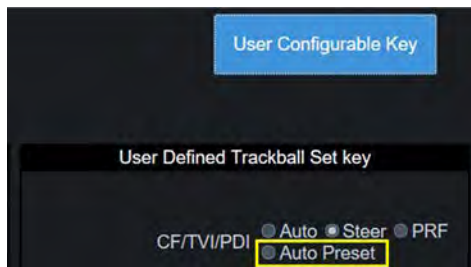 User Configurable Key
User Defined Trackball Set key
CF/TVI/PDI Auto Steer PRF
Auto Preset